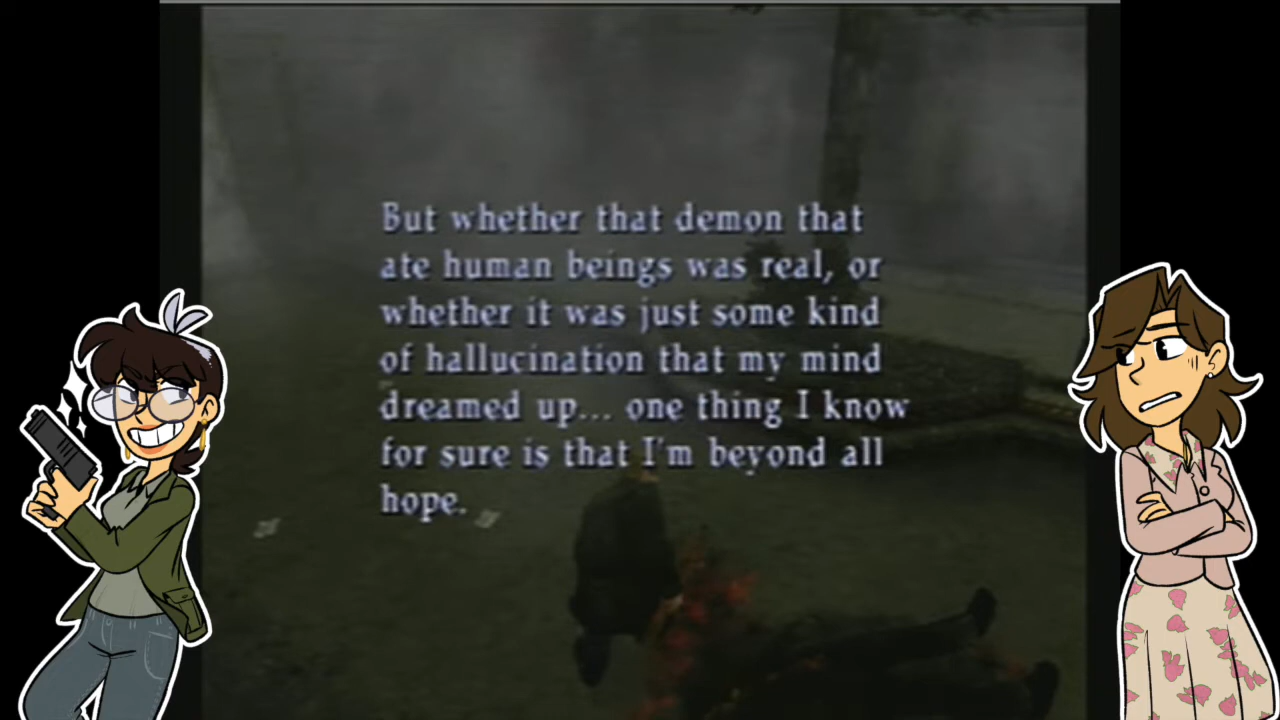 But whether that demon that
ate human beings was real, or
whether it was just some kind
of hallucination that my mind
dreamed up... one thing I know
for sure is that I'm beyond all
hope.